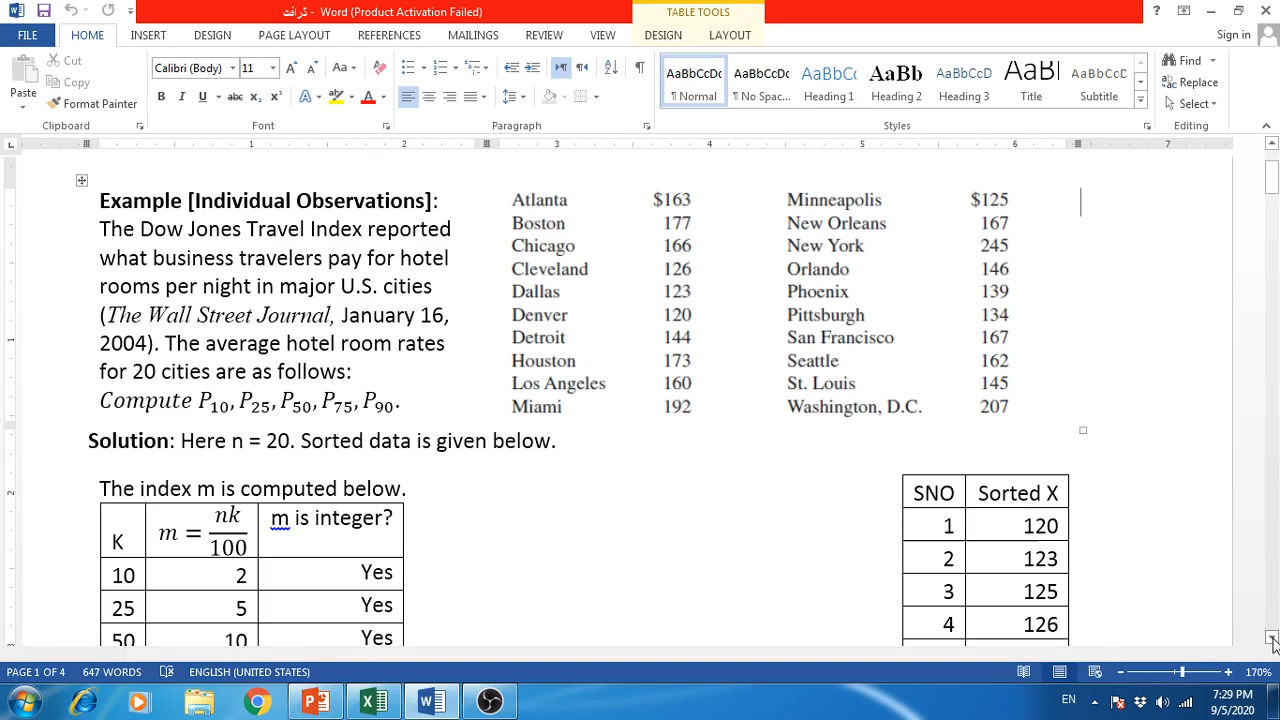 ڈرافٹ - Word (Product Activation Failed)
TABLE TOOLS
FILE HOME INSERT DESIGN PAGE LAYOUT REFERENCES MAILINGS REVIEW VIEW DESIGN LAYOUT Sign in
Paste Cut Copy Format Painter
Calibri (Body) 11
AaBbCcDc AaBbCcDc AaBbCc AaBb AaBbCcDc AaBl AaBbCcDc
¶ Normal ¶ No Spac... Heading 1 Heading 2 Heading 3 Title Subtitle
Find Replace Select
Clipboard Font Paragraph Styles Editing
1 2 3 4 5 6 7
Example [Individual Observations]:
The Dow Jones Travel Index reported
what business travelers pay for hotel
rooms per night in major U.S. cities
(The Wall Street Journal, January 16,
2004). The average hotel room rates
for 20 cities are as follows:
Compute P₁₀, P₂₅, P₅₀, P₇₅, P₉₀.
Atlanta $163 Minneapolis $125
Boston 177 New Orleans 167
Chicago 166 New York 245
Cleveland 126 Orlando 146
Dallas 123 Phoenix 139
Denver 120 Pittsburgh 134
Detroit 144 San Francisco 167
Houston 173 Seattle 162
Los Angeles 160 St. Louis 145
Miami 192 Washington, D.C. 207
Solution: Here n = 20. Sorted data is given below.
The index m is computed below.
K m = nk/100 m is integer?
10 2 Yes
25 5 Yes
50 10 Yes
SNO Sorted X
1 120
2 123
3 125
4 126
PAGE 1 OF 4 647 WORDS ENGLISH (UNITED STATES) 170%
EN 7:29 PM
9/5/2020